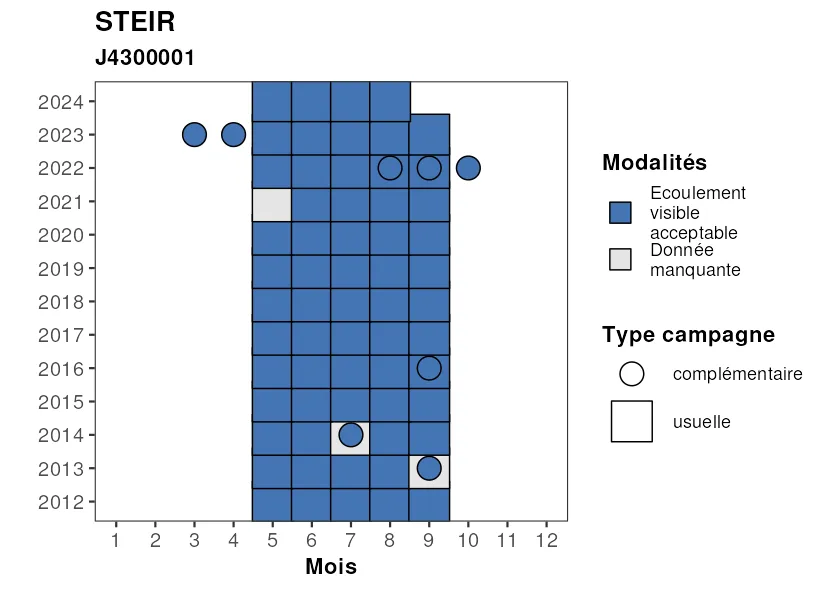 STEIR
J4300001
2024
2023
2022
2021
2020
2019
2018
2017
2016
2015
2014
2013
2012
1 2 3 4 5 6 7 8 9 10 11 12
Mois
Modalités
Ecoulement
visible
acceptable
Donnée
manquante
Type campagne
complémentaire
usuelle